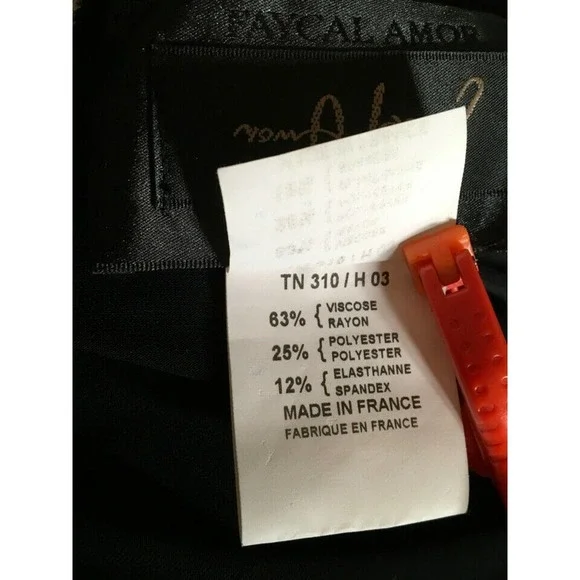 FAYCAL AMOR
TN 310 / H 03
63% { VISCOSE
RAYON
25% { POLYESTER
POLYESTER
12% { ELASTHANNE
SPANDEX
MADE IN FRANCE
FABRIQUE EN FRANCE